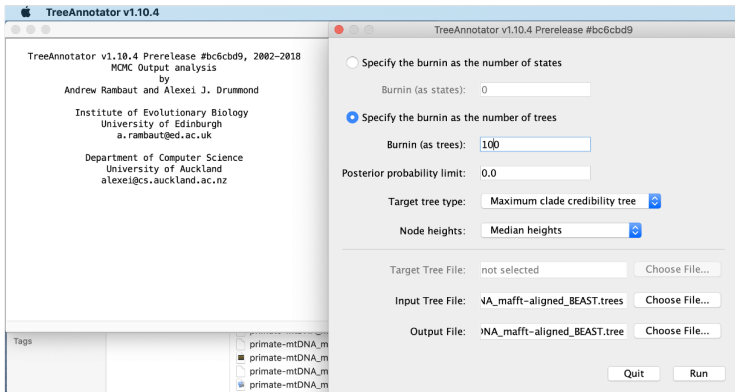 TreeAnnotator v1.10.4
TreeAnnotator v1.10.4 Prerelease #bc6cbd9, 2002-2018
MCMC Output analysis
by
Andrew Rambaut and Alexei J. Drummond
Institute of Evolutionary Biology
University of Edinburgh
a.rambaut@ed.ac.uk
Department of Computer Science
University of Auckland
alexei@cs.auckland.ac.nz
TreeAnnotator v1.10.4 Prerelease #bc6cbd9
Specify the burnin as the number of states
Burnin (as states): 0
Specify the burnin as the number of trees
Burnin (as trees): 100
Posterior probability limit: 0.0
Target tree type: Maximum clade credibility tree
Node heights: Median heights
Target Tree File: not selected Choose File...
Input Tree File: NA_mafft-aligned_BEAST.trees Choose File...
Output File: DNA_mafft-aligned_BEAST.tree Choose File...
Quit Run
Tags
primate-mtDNA_m
primate-mtDNA_m
primate-mtDNA_m
primate-mtDNA_m